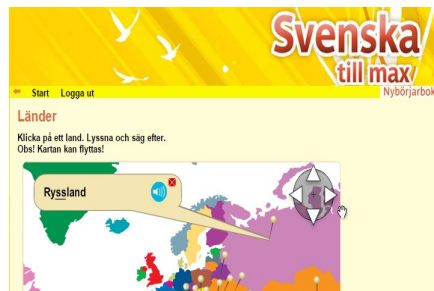 Svenska
till max
Nybörjarbok
Start Logga ut
Länder
Klicka på ett land. Lyssna och säg efter.
Obs! Kartan kan flyttas!
Ryssland